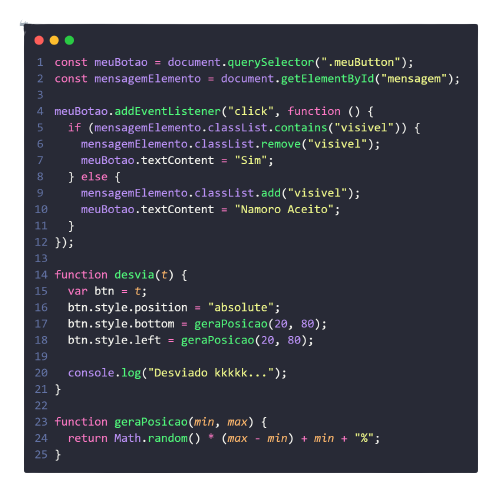 1 const meuBotao = document.querySelector(".meuButton");
2 const mensagemElemento = document.getElementById("mensagem");
3
4 meuBotao.addEventListener("click", function () {
5   if (mensagemElemento.classList.contains("visivel")) {
6     mensagemElemento.classList.remove("visivel");
7     meuBotao.textContent = "Sim";
8   } else {
9     mensagemElemento.classList.add("visivel");
10     meuBotao.textContent = "Namoro Aceito";
11   }
12 });
13
14 function desvia(t) {
15   var btn = t;
16   btn.style.position = "absolute";
17   btn.style.bottom = geraPosicao(20, 80);
18   btn.style.left = geraPosicao(20, 80);
19
20   console.log("Desviado kkkkk...");
21 }
22
23 function geraPosicao(min, max) {
24   return Math.random() * (max - min) + min + "%";
25 }